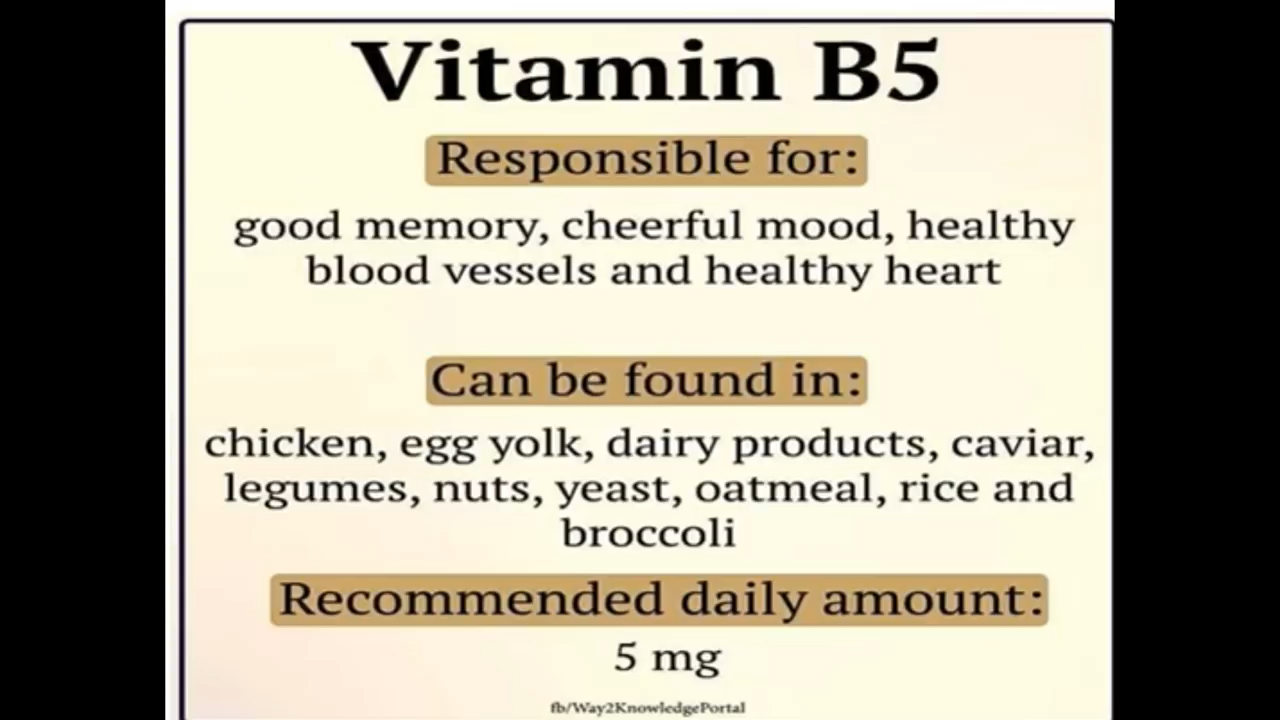 Vitamin B5
Responsible for:
good memory, cheerful mood, healthy
blood vessels and healthy heart
Can be found in:
chicken, egg yolk, dairy products, caviar,
legumes, nuts, yeast, oatmeal, rice and
broccoli
Recommended daily amount:
5 mg
fb/Way2KnowledgePortal